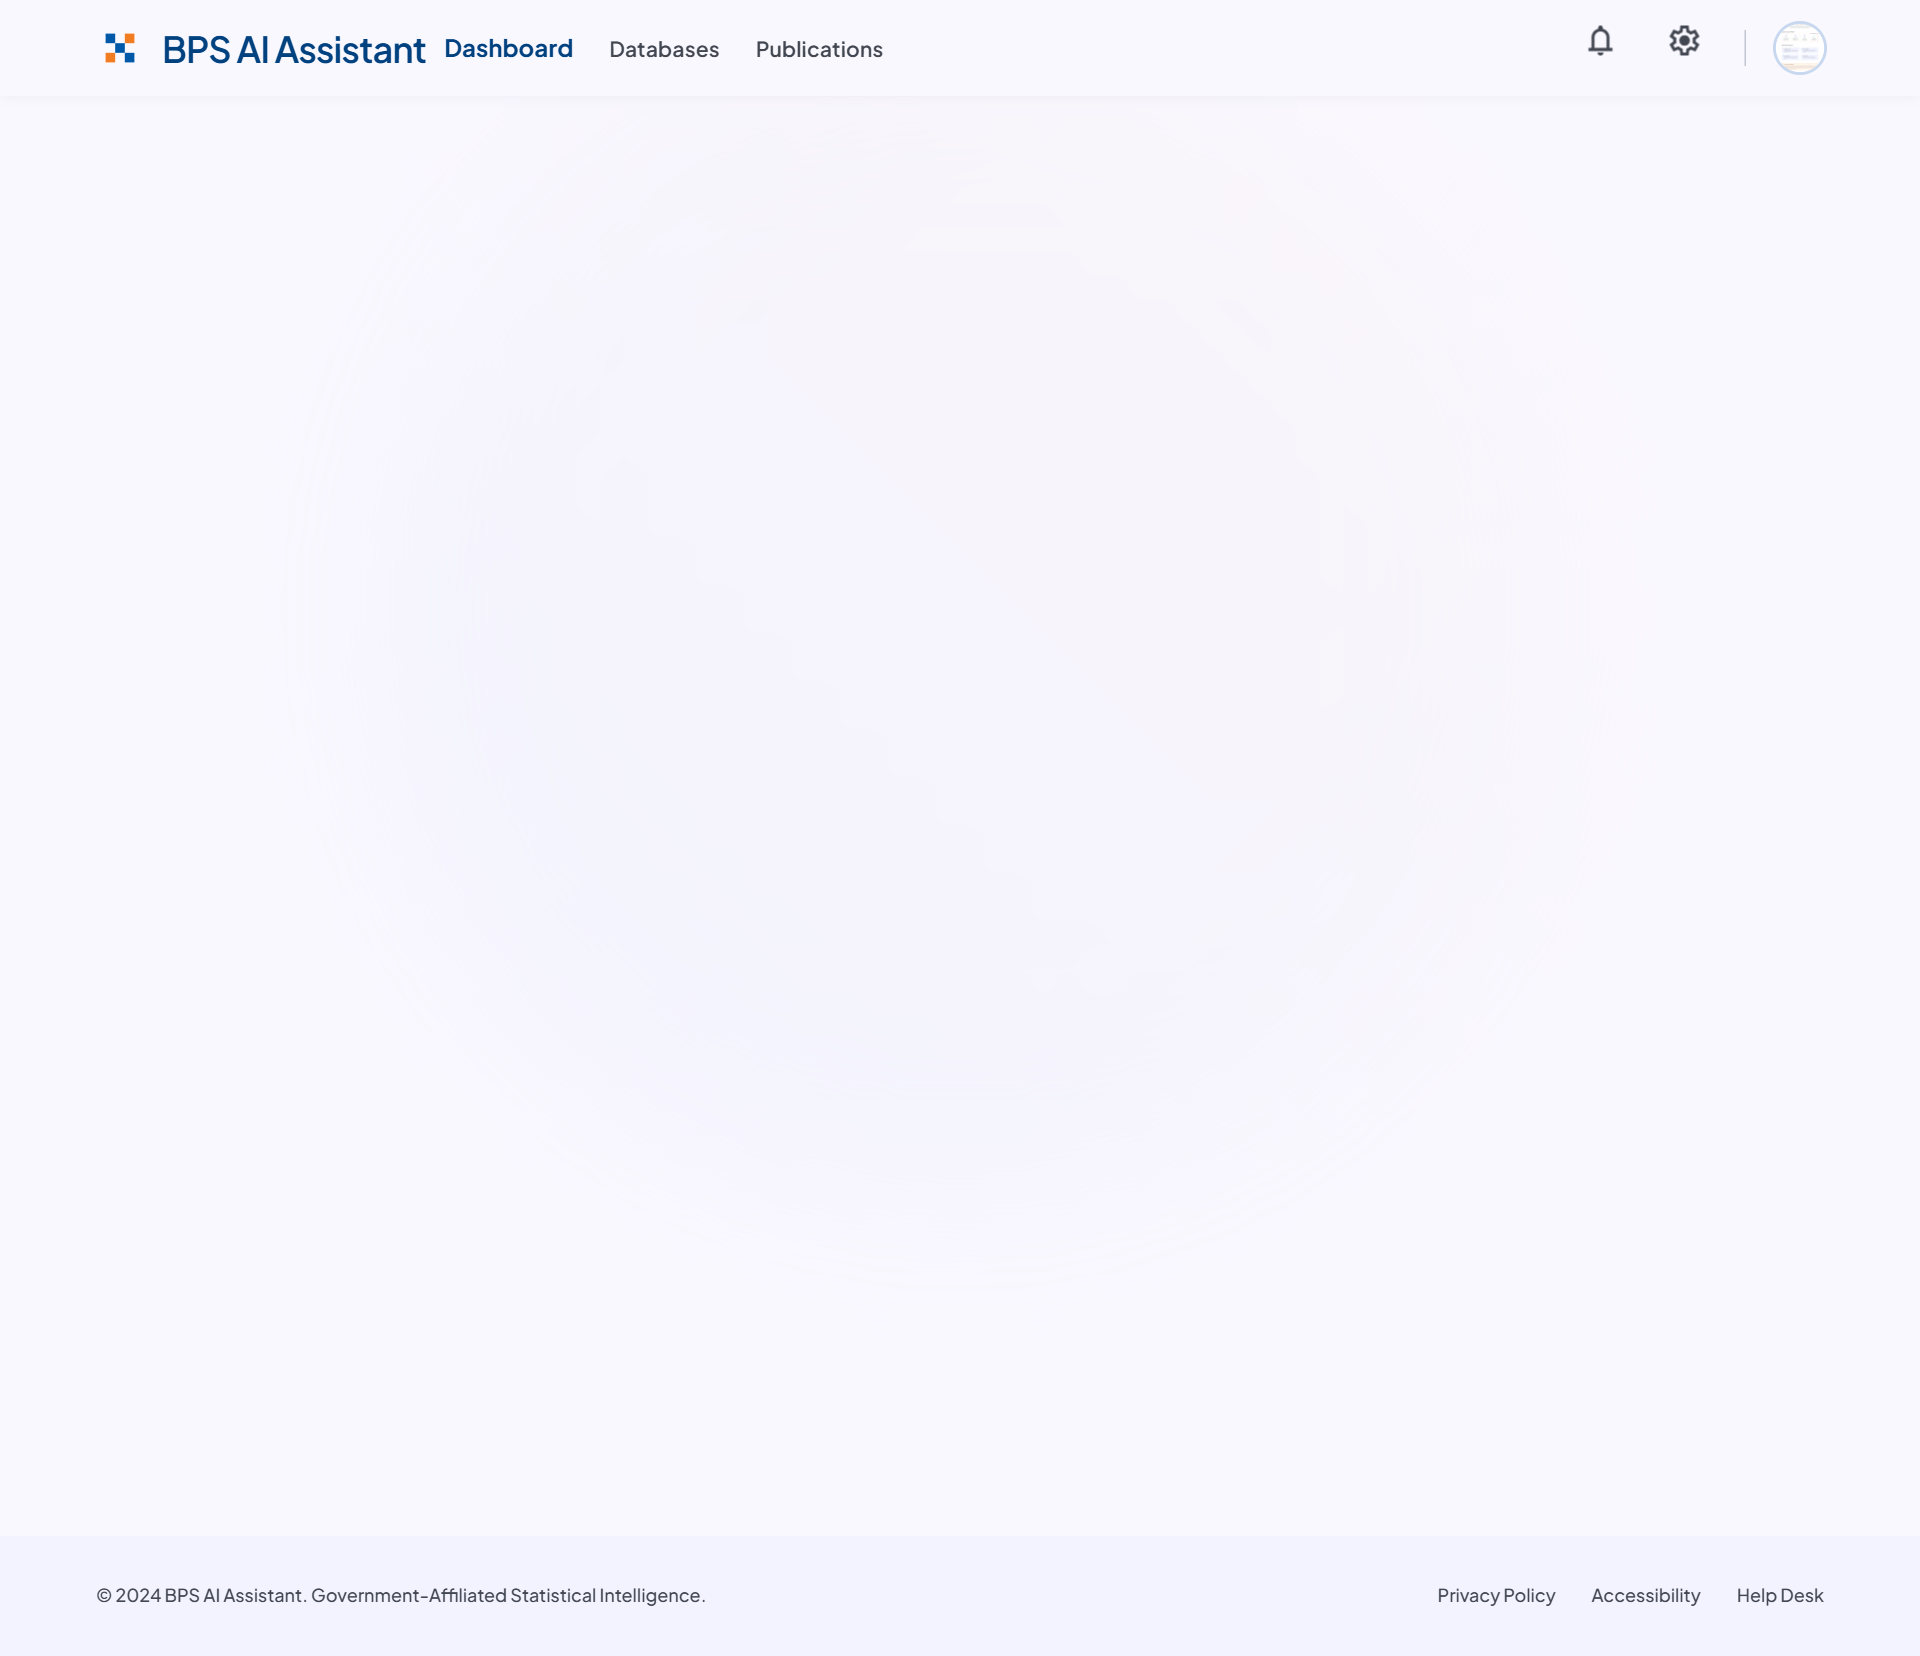 BPS AI Assistant Dashboard Databases Publications
© 2024 BPS AI Assistant. Government-Affiliated Statistical Intelligence. Privacy Policy Accessibility Help Desk